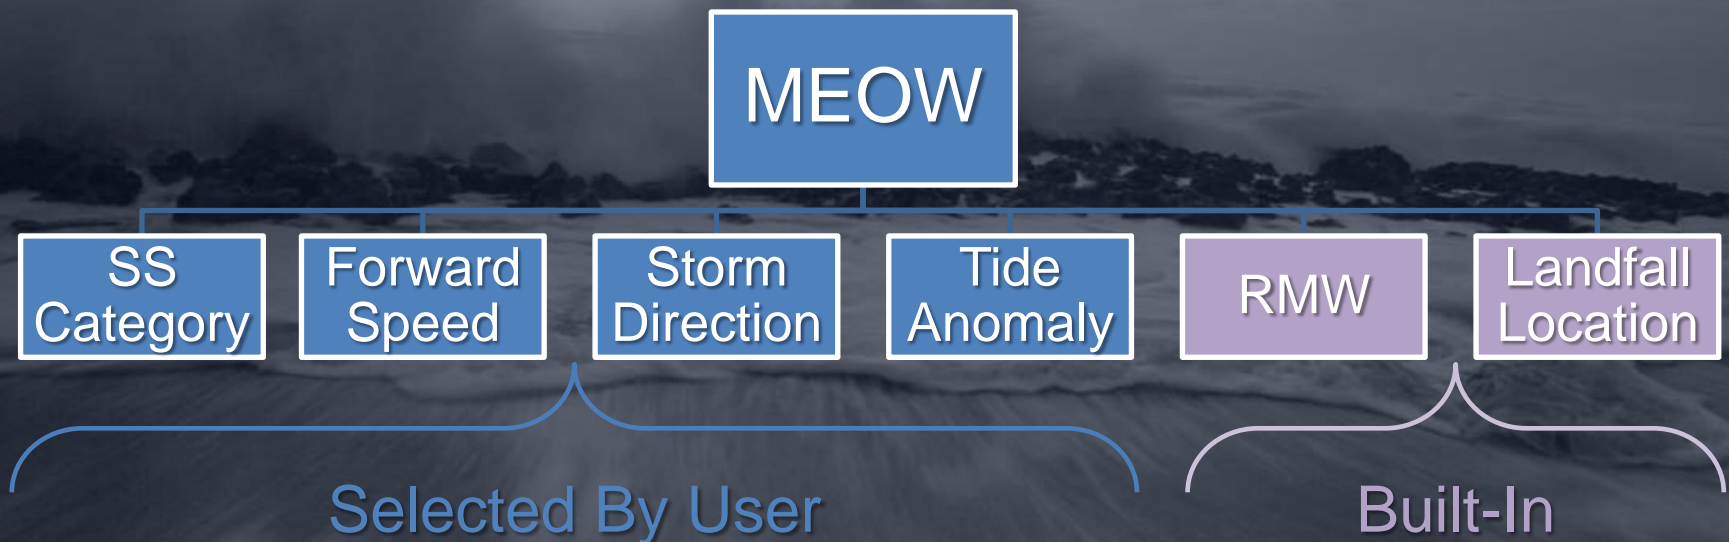 MEOW
SS
Category
Forward
Speed
Storm
Direction
Tide
Anomaly
RMW
Landfall
Location
Selected By User
Built-In